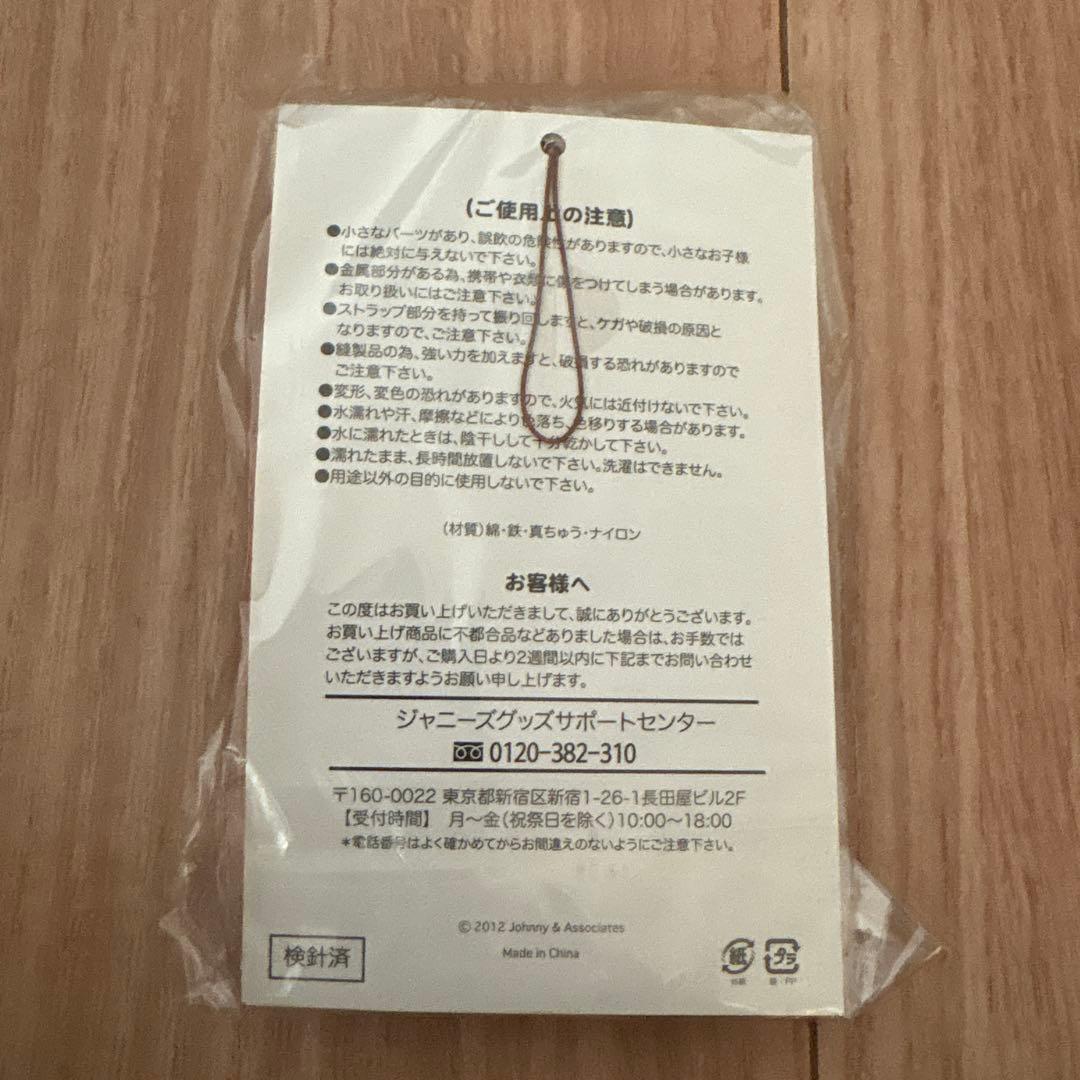 (ご使用上の注意)
●小さなパーツがあり、誤飲の危険性がありますので、小さなお子様
には絶対に与えないで下さい。
●金属部分がある為、携帯や衣類に傷をつけてしまう場合があります。
お取り扱いにはご注意下さい。
●ストラップ部分を持って振り回しますと、ケガや破損の原因と
なりますので、ご注意下さい。
●縫製品の為、強い力を加えますと、破損する恐れがありますので
ご注意下さい。
●変形、変色の恐れがありますので、火気には近付けないで下さい。
●水濡れや汗、摩擦などにより色落ち、色移りする場合があります。
●水に濡れたときは、陰干しして十分乾かして下さい。
●濡れたまま、長時間放置しないで下さい。洗濯はできません。
●用途以外の目的に使用しないで下さい。
(材質)綿・鉄・真ちゅう・ナイロン
お客様へ
この度はお買い上げいただきまして、誠にありがとうございます。
お買い上げ商品に不都合品などありました場合は、お手数では
ございますが、ご購入日より2週間以内に下記までお問い合わせ
いただきますようお願い申し上げます。
ジャニーズグッズサポートセンター
0120-382-310
〒160-0022 東京都新宿区新宿1-26-1長田屋ビル2F
【受付時間】 月〜金(祝祭日を除く)10:00〜18:00
*電話番号はよく確かめてからお間違えのないようにご注意下さい。
© 2012 Johnny & Associates
Made in China
検針済
紙 プラ
台紙 袋・PP